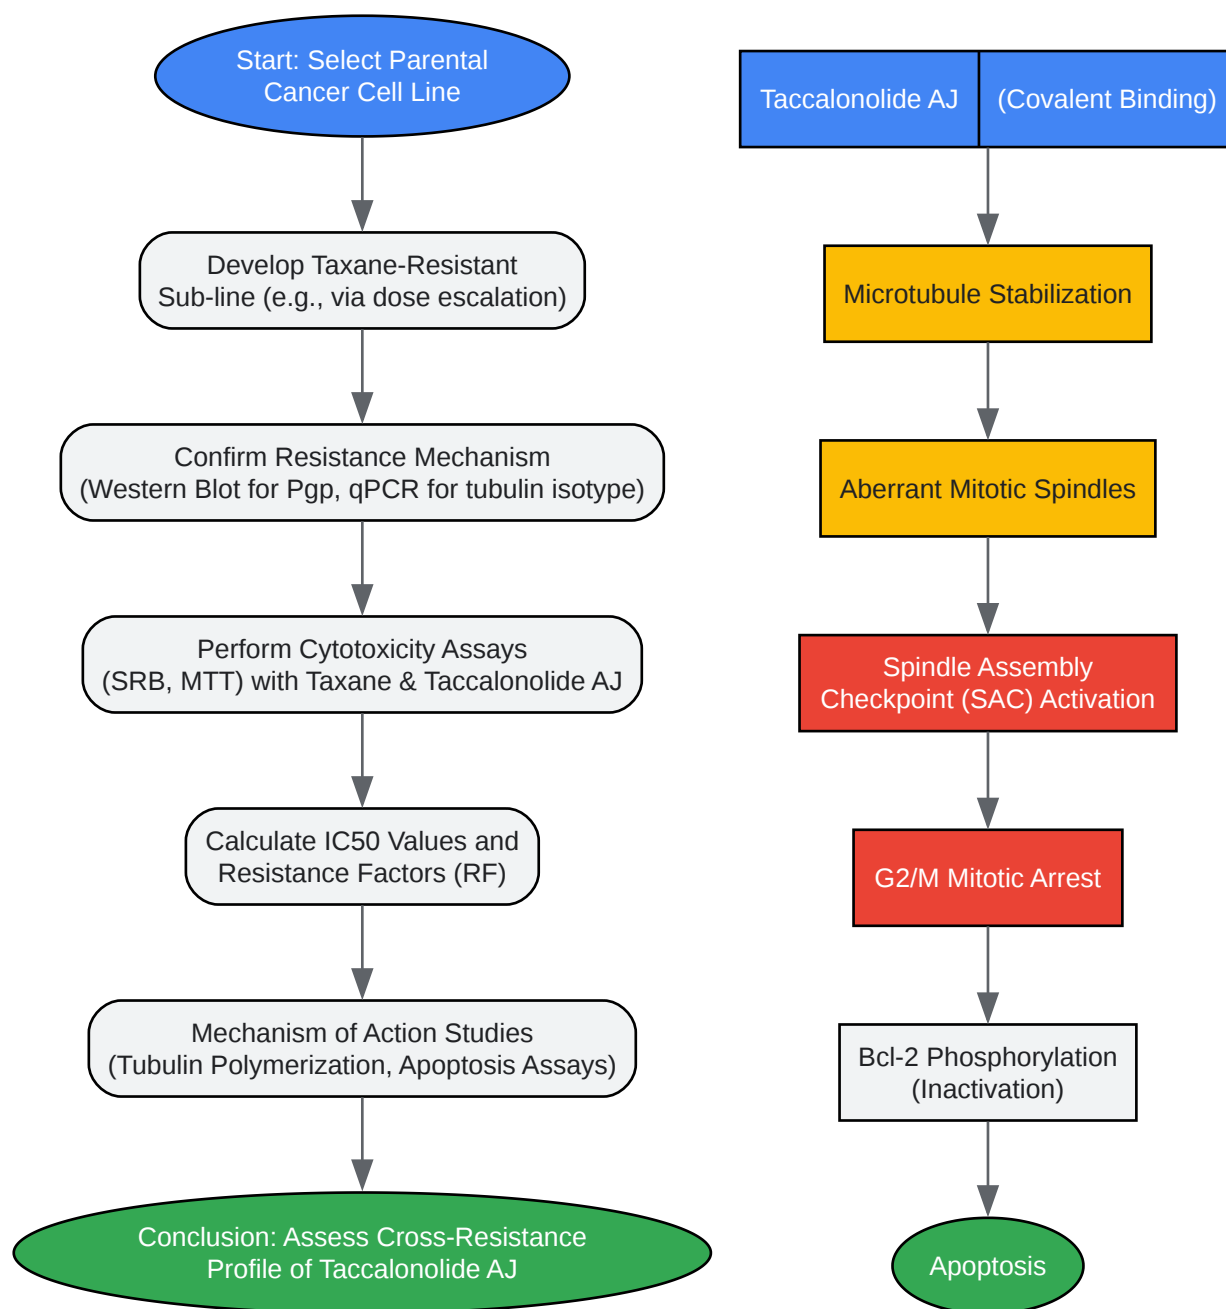 Start: Select Parental
Cancer Cell Line
Develop Taxane-Resistant
Sub-line (e.g., via dose escalation)
Confirm Resistance Mechanism
(Western Blot for Pgp, qPCR for tubulin isotype)
Perform Cytotoxicity Assays
(SRB, MTT) with Taxane & Taccalonolide AJ
Calculate IC50 Values and
Resistance Factors (RF)
Mechanism of Action Studies
(Tubulin Polymerization, Apoptosis Assays)
Conclusion: Assess Cross-Resistance
Profile of Taccalonolide AJ
Taccalonolide AJ
(Covalent Binding)
Microtubule Stabilization
Aberrant Mitotic Spindles
Spindle Assembly
Checkpoint (SAC) Activation
G2/M Mitotic Arrest
Bcl-2 Phosphorylation
(Inactivation)
Apoptosis